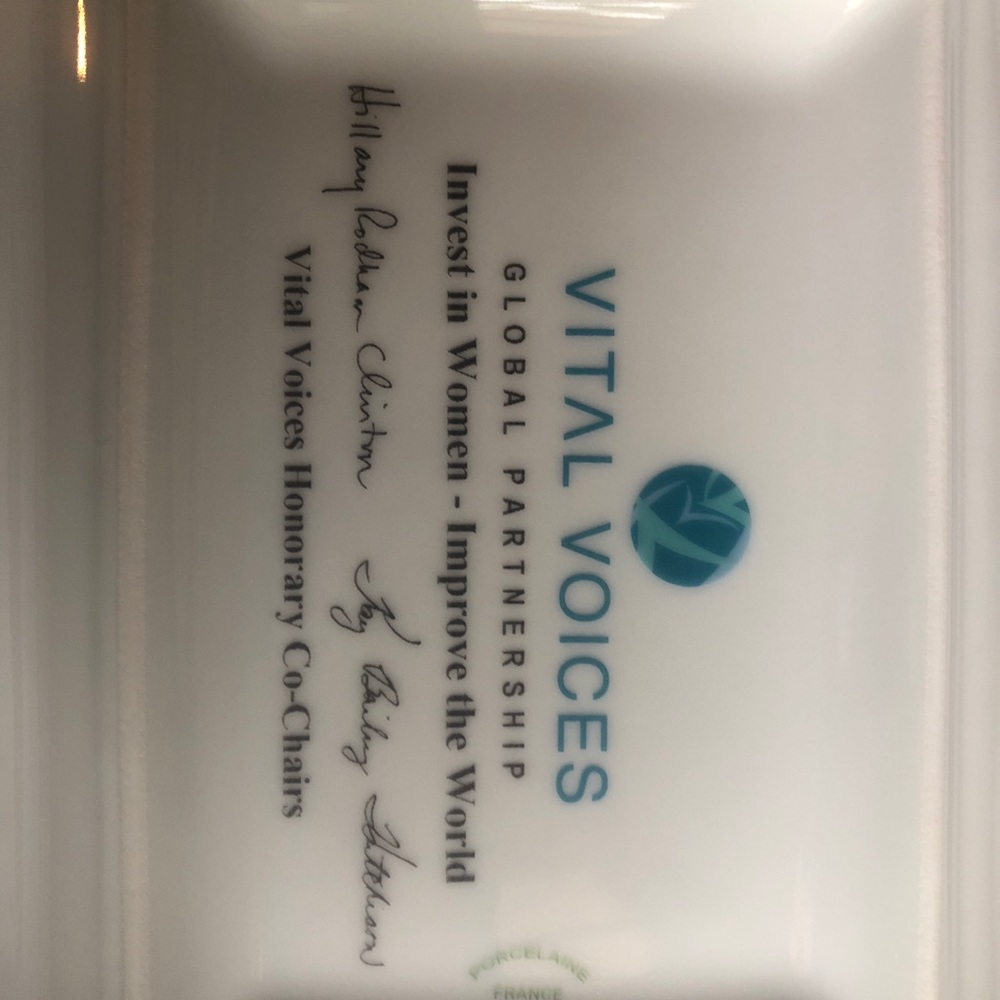 VITAL VOICES
GLOBAL PARTNERSHIP
Invest in Women - Improve the World
Hillary Rodham Clinton Kay Bailey Hutchison
Vital Voices Honorary Co-Chairs
PORCELAINE
FRANCE